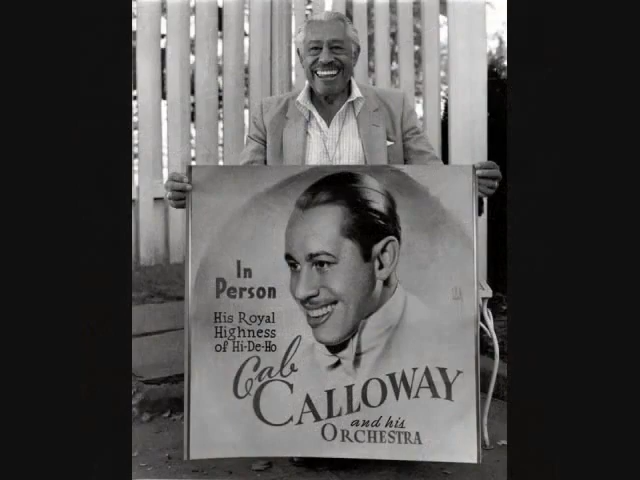 In
Person
His Royal
Highness
of Hi-De-Ho
Cab
CALLOWAY
and his
ORCHESTRA